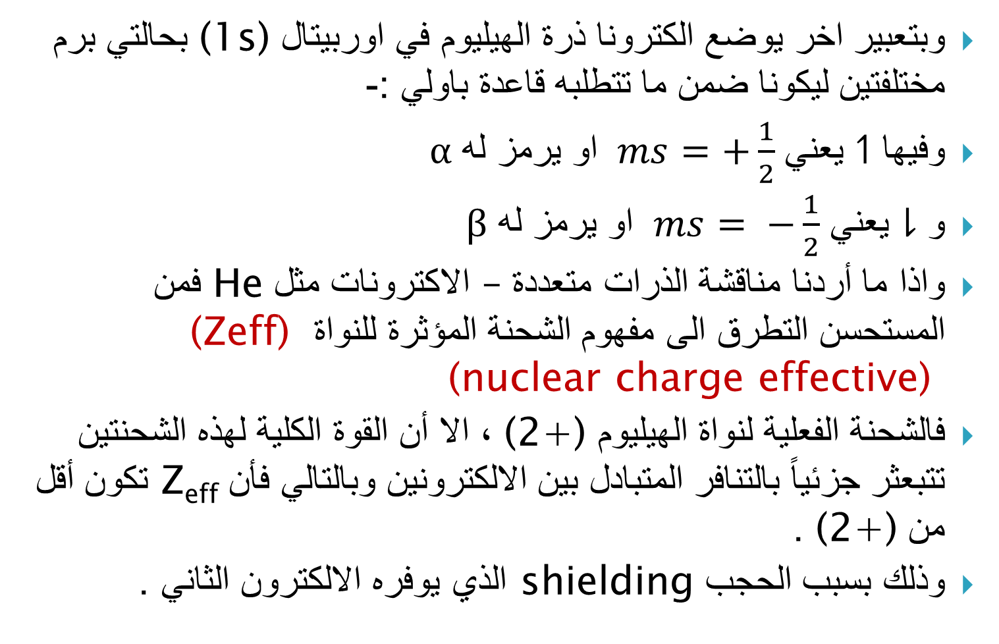 وبتعبير اخر يوضع الكترونا ذرة الهيليوم في اوربيتال (1s) بحالتي برم
مختلفتين ليكونا ضمن ما تتطلبه قاعدة باولي :-
وفيها 1 يعني ms = +1/2 او يرمز له α
و ⇂ يعني ms = −1/2 او يرمز له β
واذا ما أردنا مناقشة الذرات متعددة – الاكترونات مثل He فمن
المستحسن التطرق الى مفهوم الشحنة المؤثرة للنواة (Zeff)
(nuclear charge effective)
فالشحنة الفعلية لنواة الهيليوم (+2) ، الا أن القوة الكلية لهذه الشحنتين
تتبعثر جزئياً بالتنافر المتبادل بين الالكترونين وبالتالي فأن Zeff تكون أقل
من (+2) .
وذلك بسبب الحجب shielding الذي يوفره الالكترون الثاني .